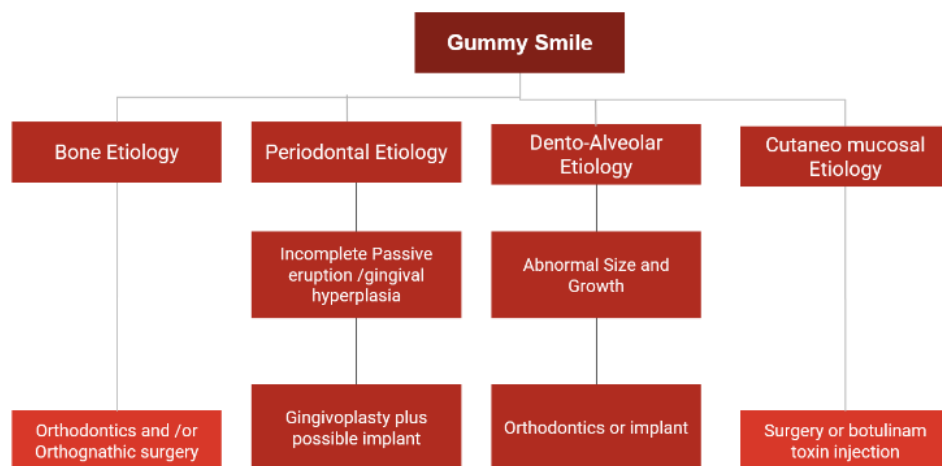 Gummy Smile
Bone Etiology
Periodontal Etiology
Dento-Alveolar
Etiology
Cutaneo mucosal
Etiology
Incomplete Passive
eruption /gingival
hyperplasia
Abnormal Size and
Growth
Orthodontics and /or
Orthognathic surgery
Gingivoplasty plus
possible implant
Orthodontics or implant
Surgery or botulinam
toxin injection